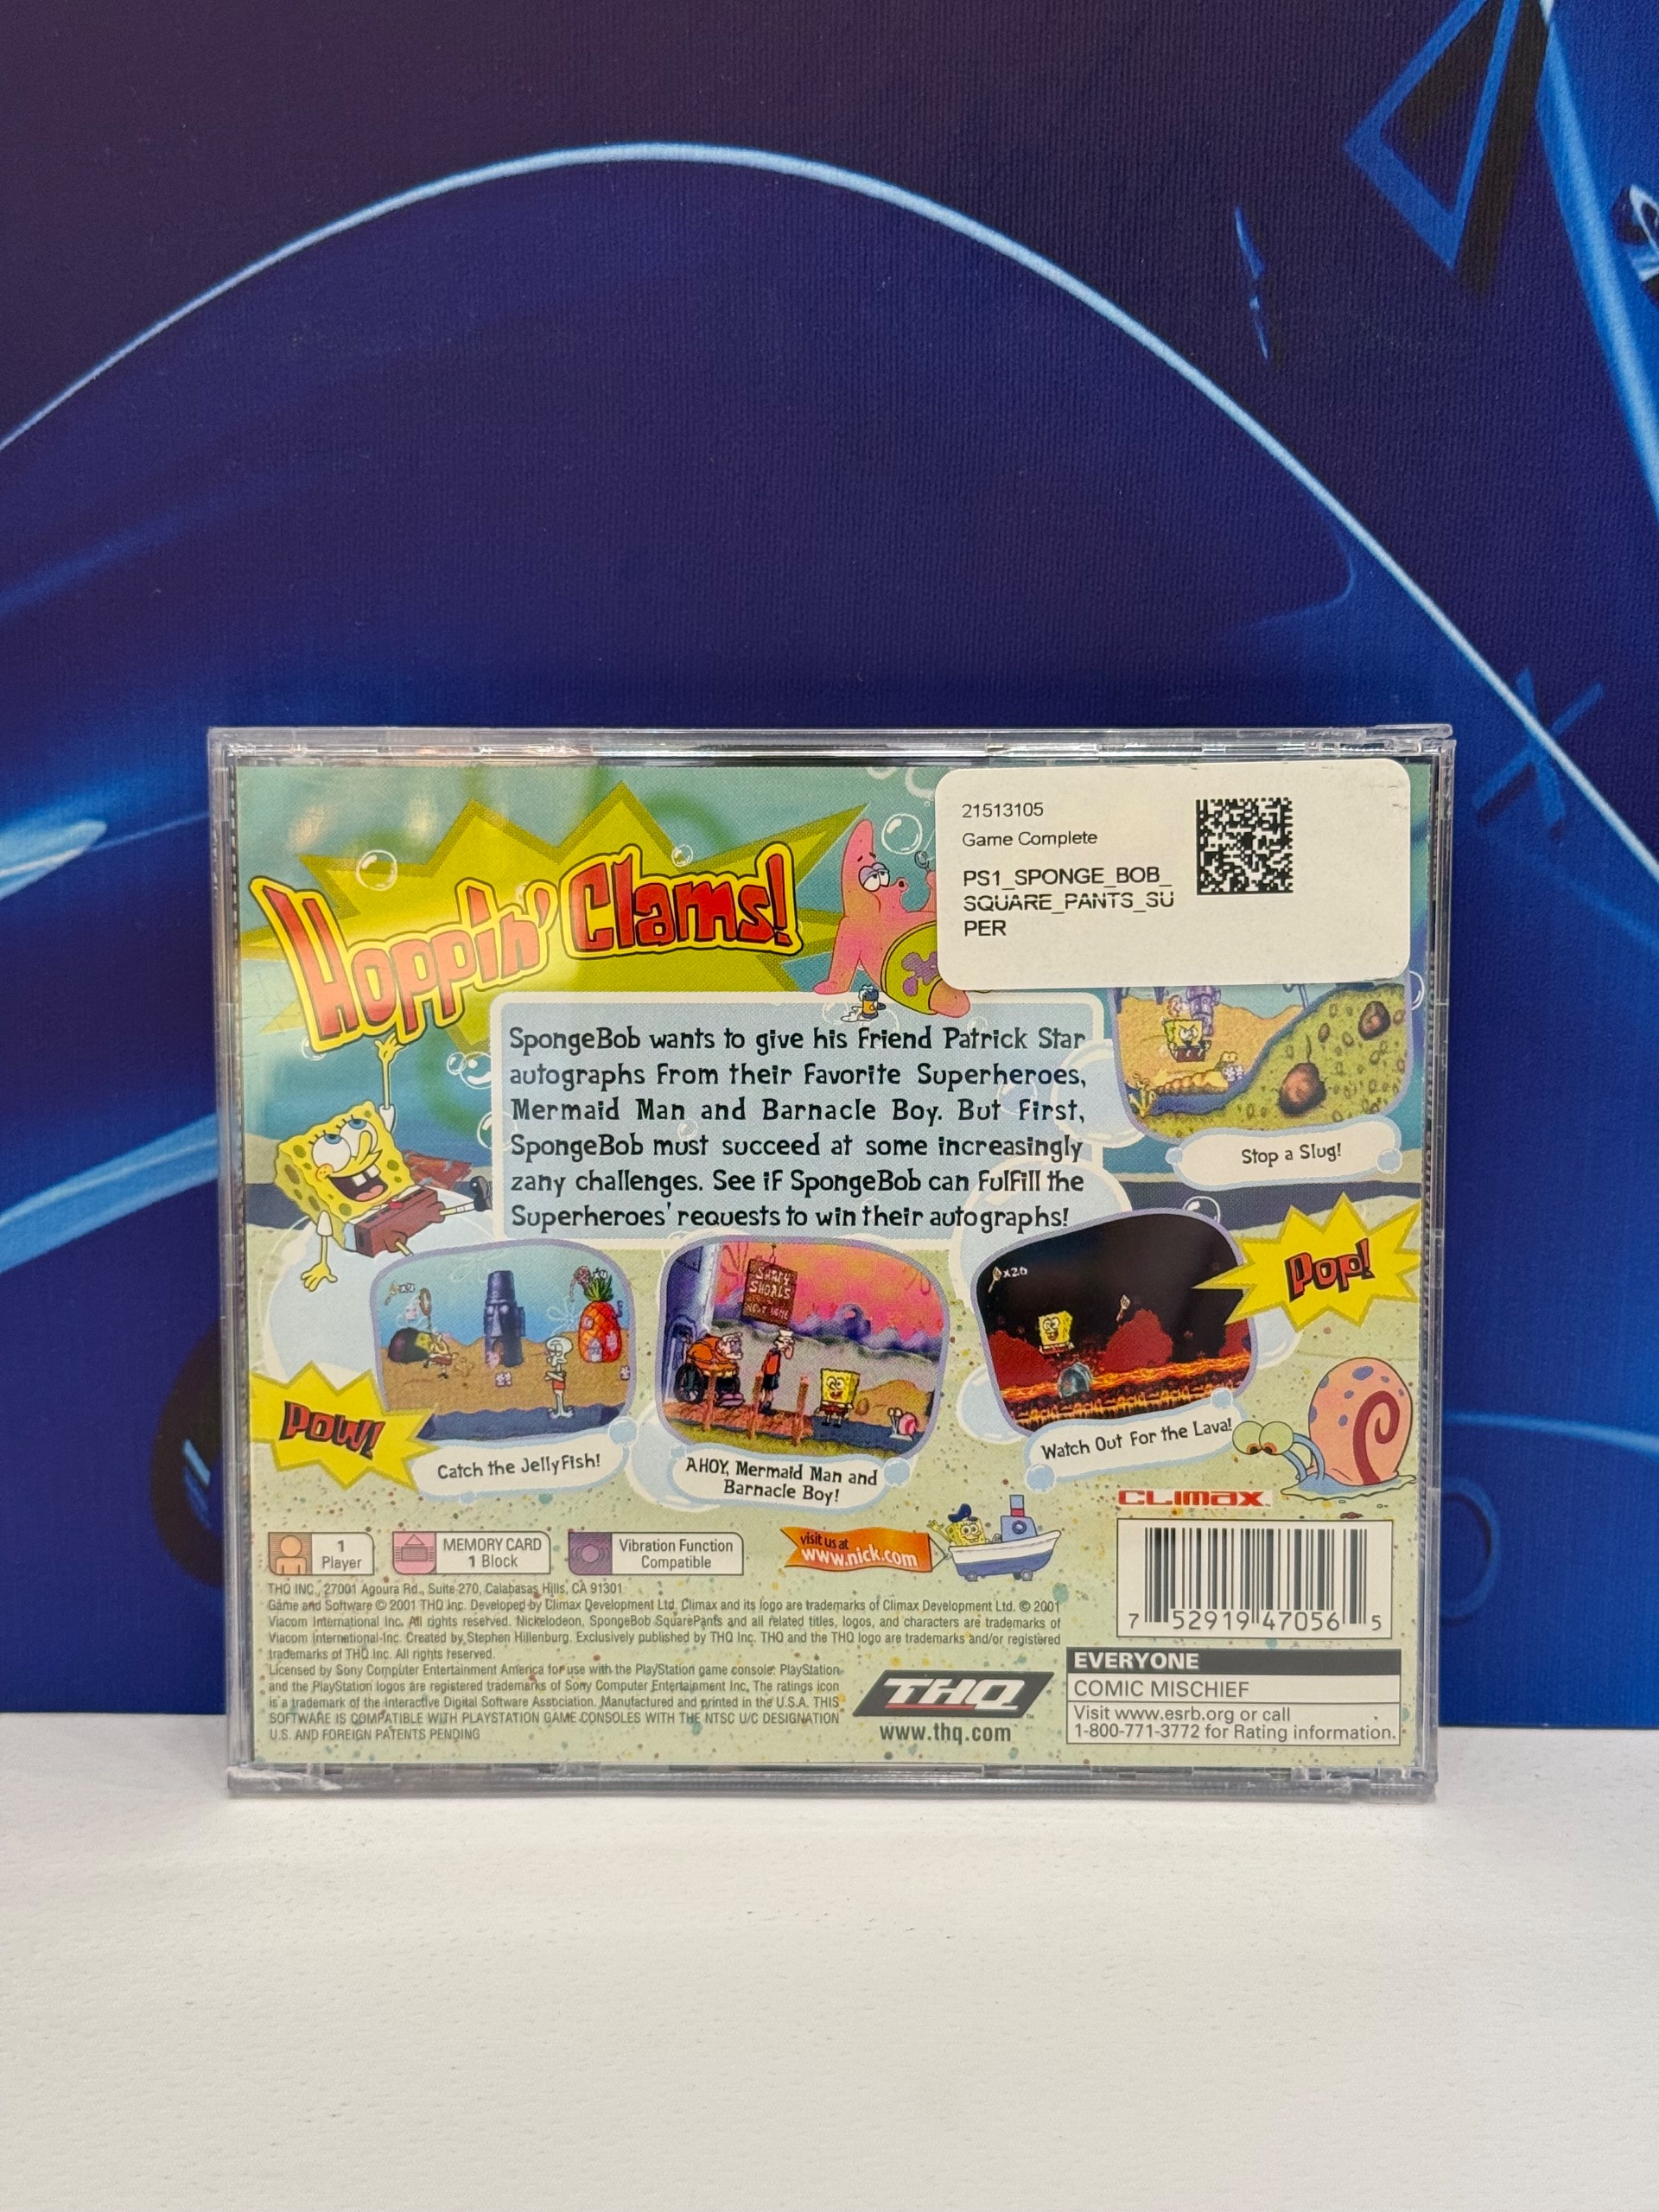 21513105
Game Complete
PS1_SPONGE_BOB_
SQUARE_PANTS_SU
PER
Hoppin' Clams!
SpongeBob wants to give his Friend Patrick Star
autographs From their Favorite Superheroes,
Mermaid Man and Barnacle Boy. But First,
SpongeBob must succeed at some increasingly
zany challenges. See iF SpongeBob can FulFill the
Superheroes' requests to win their autographs!
Stop a Slug!
POP!
x20
SHADY
SHOALS
REST HOME
POW!
Catch the JellyFish!
AHOY, Mermaid Man and
Barnacle Boy!
Watch Out For the Lava!
CLIMAX
1
Player
MEMORY CARD
1 Block
Vibration Function
Compatible
visit us at
www.nick.com
THQ INC., 27001 Agoura Rd., Suite 270, Calabasas Hills, CA 91301
Game and Software © 2001 THQ Inc. Developed by Climax Development Ltd. Climax and its logo are trademarks of Climax Development Ltd. © 2001
Viacom International Inc. All rights reserved. Nickelodeon, SpongeBob SquarePants and all related titles, logos, and characters are trademarks of
Viacom International Inc. Created by Stephen Hillenburg. Exclusively published by THQ Inc. THQ and the THQ logo are trademarks and/or registered
trademarks of THQ Inc. All rights reserved.
Licensed by Sony Computer Entertainment America for use with the PlayStation game console. PlayStation
and the PlayStation logos are registered trademarks of Sony Computer Entertainment Inc. The ratings icon
is a trademark of the Interactive Digital Software Association. Manufactured and printed in the U.S.A. THIS
SOFTWARE IS COMPATIBLE WITH PLAYSTATION GAME CONSOLES WITH THE NTSC U/C DESIGNATION
U.S. AND FOREIGN PATENTS PENDING
THQ
www.thq.com
7 52919 47056 5
EVERYONE
COMIC MISCHIEF
Visit www.esrb.org or call
1-800-771-3772 for Rating information.